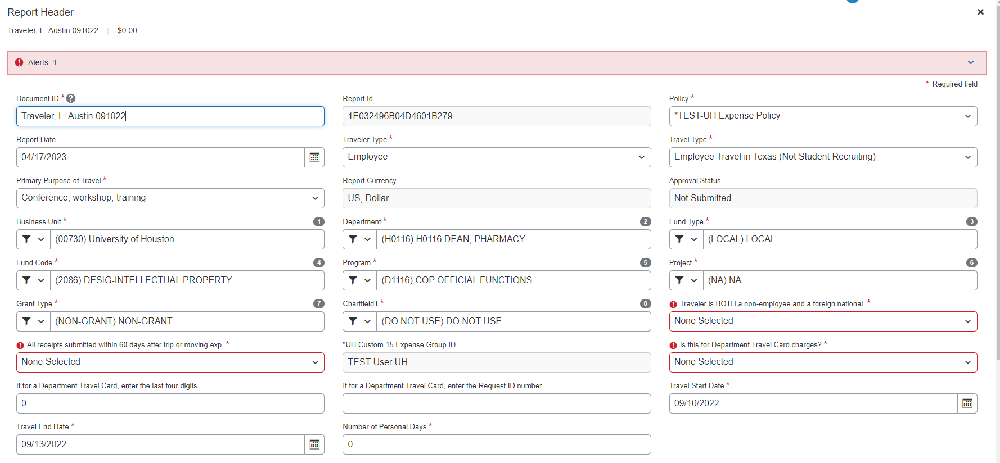 Report Header
Traveler, L. Austin 091022 | $0.00
Alerts: 1
* Required field
Document ID *
Report Id
Policy *
Traveler, L. Austin 091022
1E032496B04D4601B279
*TEST-UH Expense Policy
Report Date
Traveler Type *
Travel Type *
04/17/2023
Employee
Employee Travel in Texas (Not Student Recruiting)
Primary Purpose of Travel *
Report Currency
Approval Status
Conference, workshop, training
US, Dollar
Not Submitted
Business Unit * 1
Department * 2
Fund Type * 3
(00730) University of Houston
(H0116) H0116 DEAN, PHARMACY
(LOCAL) LOCAL
Fund Code * 4
Program * 5
Project * 6
(2086) DESIG-INTELLECTUAL PROPERTY
(D1116) COP OFFICIAL FUNCTIONS
(NA) NA
Grant Type * 7
Chartfield1 * 8
Traveler is BOTH a non-employee and a foreign national. *
(NON-GRANT) NON-GRANT
(DO NOT USE) DO NOT USE
None Selected
All receipts submitted within 60 days after trip or moving exp. *
*UH Custom 15 Expense Group ID
Is this for Department Travel Card charges? *
None Selected
TEST User UH
None Selected
If for a Department Travel Card, enter the last four digits
If for a Department Travel Card, enter the Request ID number.
Travel Start Date *
0
09/10/2022
Travel End Date *
Number of Personal Days *
09/13/2022
0